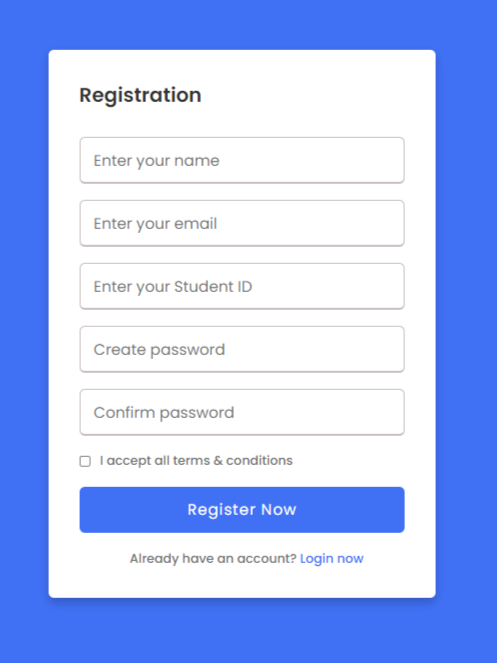 Registration
Enter your name
Enter your email
Enter your Student ID
Create password
Confirm password
I accept all terms & conditions
Register Now
Already have an account? Login now